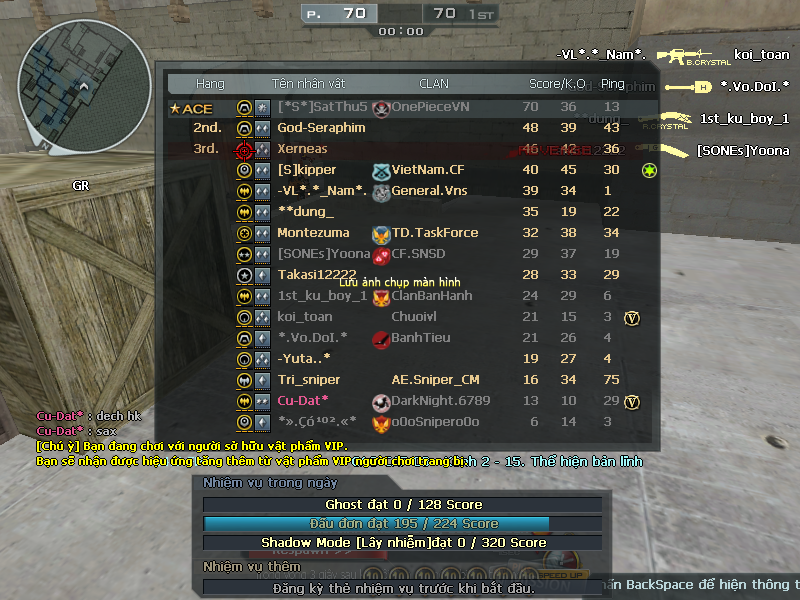 P. 70 70 1ST
00:00
-VL*.*_Nam*. B.CRYSTAL koi_toan
*.Vo.DoI.*
1st_ku_boy_1
[SONEs]Yoona
N
GR
Hạng Tên nhân vật CLAN Score/K.O Ping
ACE [*S*]SatThu5 OnePieceVN 70 36 13
2nd. God-Seraphim 48 39 43
3rd. Xerneas 46 42 36
[S]kipper VietNam.CF 40 45 30
-VL*.*_Nam*. General.Vns 39 34 1
**dung_ 35 19 22
Montezuma TD.TaskForce 32 38 34
[SONEs]Yoona CF.SNSD 29 37 19
Takasi12222 28 33 29
Lưu ảnh chụp màn hình
1st_ku_boy_1 ClanBanHanh 24 29 6
koi_toan Chuoivl 21 15 3 V
*.Vo.DoI.* BanhTieu 21 26 4
-Yuta..* 19 27 4
Tri_sniper AE.Sniper_CM 16 34 75
Cu-Dat* DarkNight.6789 13 10 29 V
*».Çó¹º².«* o0oSnipero0o 6 14 3
Cu-Dat* : dech hk
Cu-Dat* : sax
[Chú ý] Bạn đang chơi với người sở hữu vật phẩm VIP.
Bạn sẽ nhận được hiệu ứng tăng thêm từ vật phẩm VIP người chơi trang bị.
2 - 15. Thể hiện bản lĩnh
Nhiệm vụ trong ngày
Ghost đạt 0 / 128 Score
Đấu đơn đạt 195 / 224 Score
Shadow Mode [Lây nhiễm]đạt 0 / 320 Score
Nhiệm vụ thêm
SPEED UP
Đăng ký thẻ nhiệm vụ trước khi bắt đầu.
BackSpace để hiện thông t